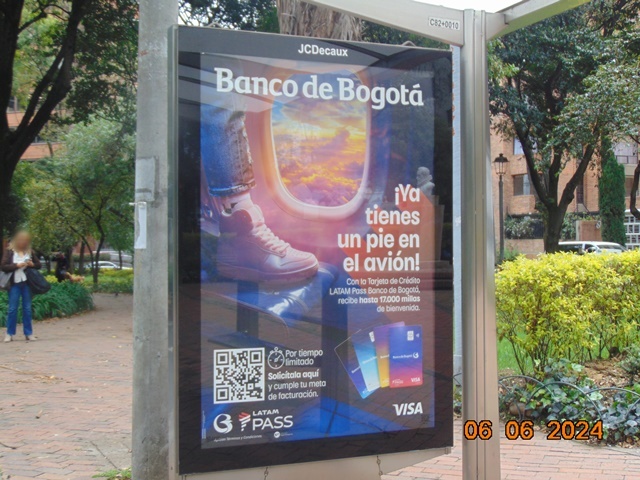 C82+0010
JCDecaux
Banco de Bogotá
¡Ya
tienes
un pie en
el avión!
Con la Tarjeta de Crédito
LATAM Pass Banco de Bogotá,
recibe hasta 17.000 millas
de bienvenida.
Por tiempo
limitado
Solicítala aquí
y cumple tu meta
de facturación.
LATAM
PASS
VISA
06 06 2024